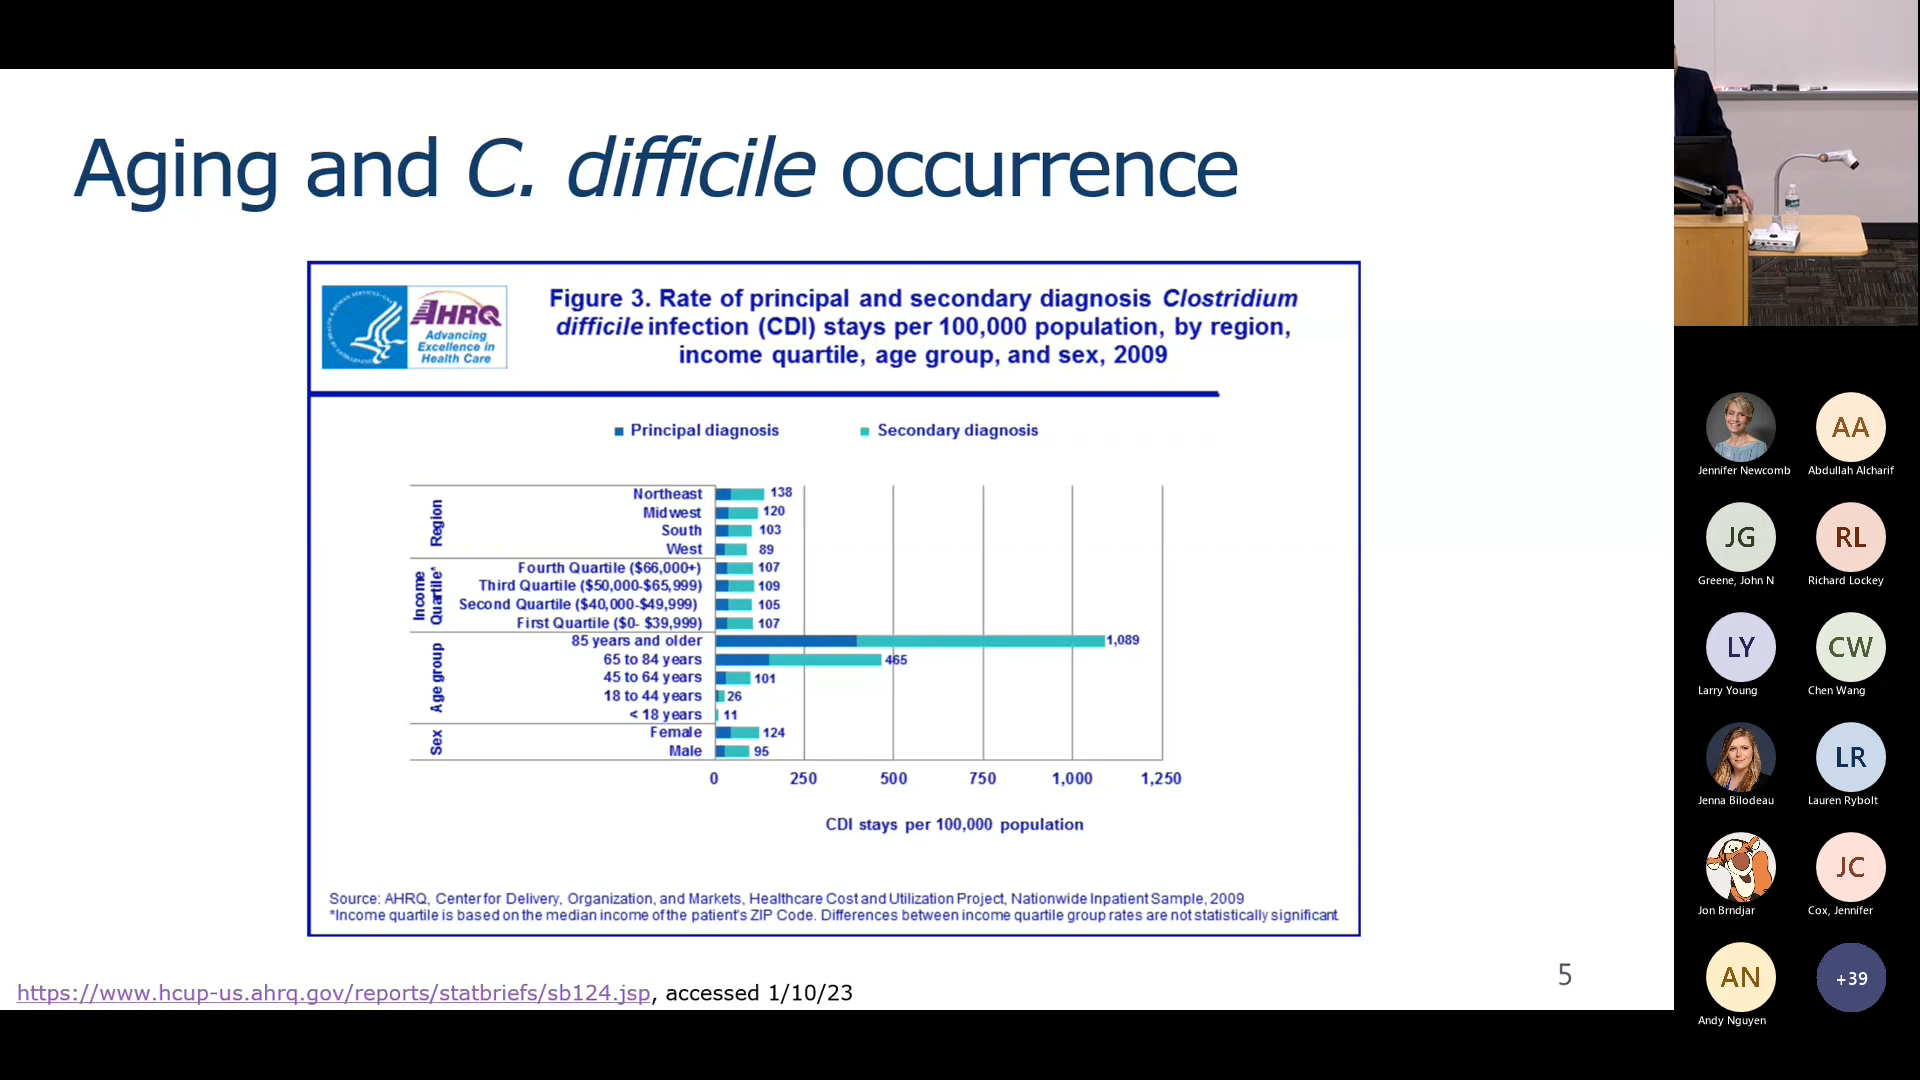 Aging and C. difficile occurrence
AHRQ
Advancing
Excellence in
Health Care
Figure 3. Rate of principal and secondary diagnosis Clostridium
difficile infection (CDI) stays per 100,000 population, by region,
income quartile, age group, and sex, 2009
Principal diagnosis
Secondary diagnosis
Region
Northeast 138
Midwest 120
South 103
West 89
Income
Quartile*
Fourth Quartile ($66,000+) 107
Third Quartile ($50,000-$65,999) 109
Second Quartile ($40,000-$49,999) 105
First Quartile ($0- $39,999) 107
Age group
85 years and older 1,089
65 to 84 years 465
45 to 64 years 101
18 to 44 years 26
< 18 years 11
Sex
Female 124
Male 95
0 250 500 750 1,000 1,250
CDI stays per 100,000 population
Source: AHRQ, Center for Delivery, Organization, and Markets, Healthcare Cost and Utilization Project, Nationwide Inpatient Sample, 2009
*Income quartile is based on the median income of the patient's ZIP Code. Differences between income quartile group rates are not statistically significant.
https://www.hcup-us.ahrq.gov/reports/statbriefs/sb124.jsp, accessed 1/10/23
5
Jennifer Newcomb
AA
Abdullah Alcharif
JG
Greene, John N
RL
Richard Lockey
LY
Larry Young
CW
Chen Wang
Jenna Bilodeau
LR
Lauren Rybolt
Jon Brndjar
JC
Cox, Jennifer
AN
Andy Nguyen
+39